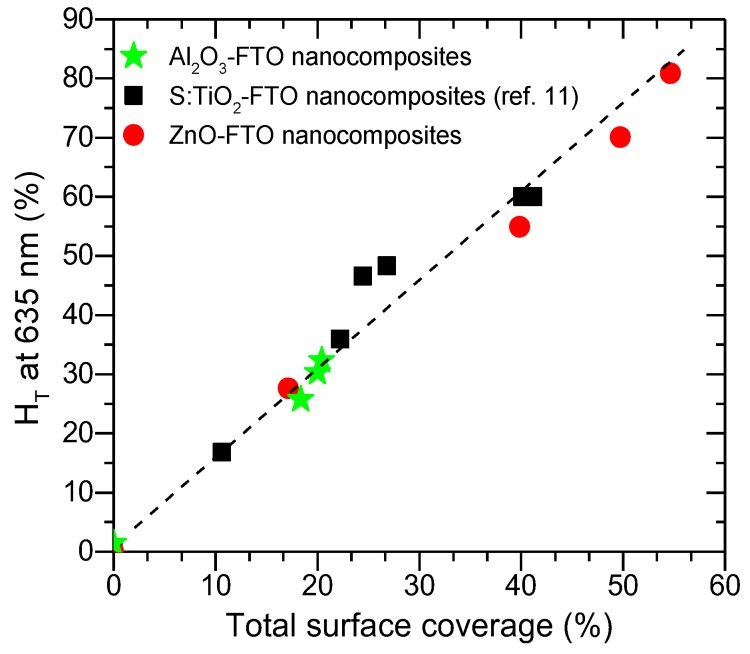 90
80
70
60
50
40
30
20
10
0
H_T at 635 nm (%)
Al₂O₃-FTO nanocomposites
S:TiO₂-FTO nanocomposites (ref. 11)
ZnO-FTO nanocomposites
0 10 20 30 40 50 60
Total surface coverage (%)